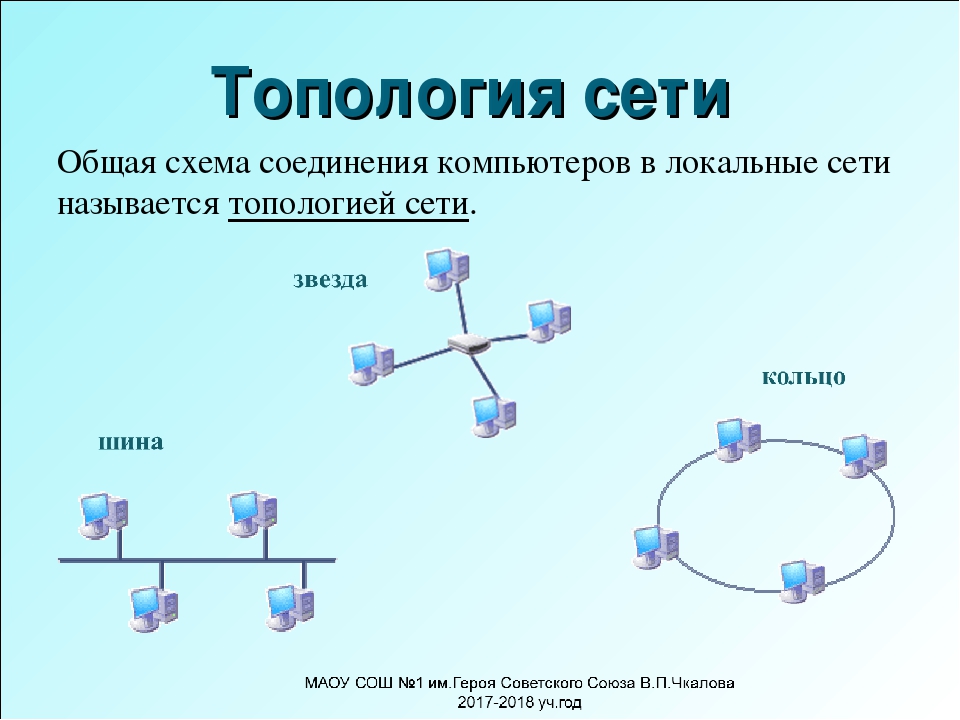 Топология сети
Общая схема соединения компьютеров в локальные сети
называется топологией сети.
звезда
кольцо
шина
МАОУ СОШ №1 им.Героя Советского Союза В.П.Чкалова
2017-2018 уч.год